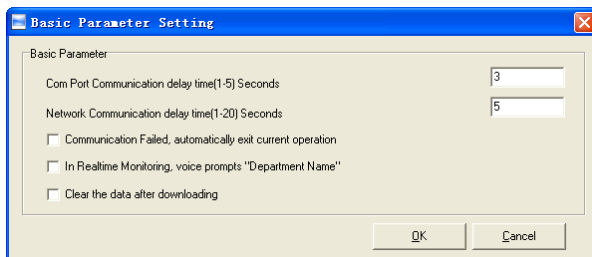 Basic Parameter Setting
Basic Parameter
Com Port Communication delay time(1-5) Seconds 3
Network Communication delay time(1-20) Seconds 5
Communication Failed, automatically exit current operation
In Realtime Monitoring, voice prompts "Department Name"
Clear the data after downloading
OK Cancel